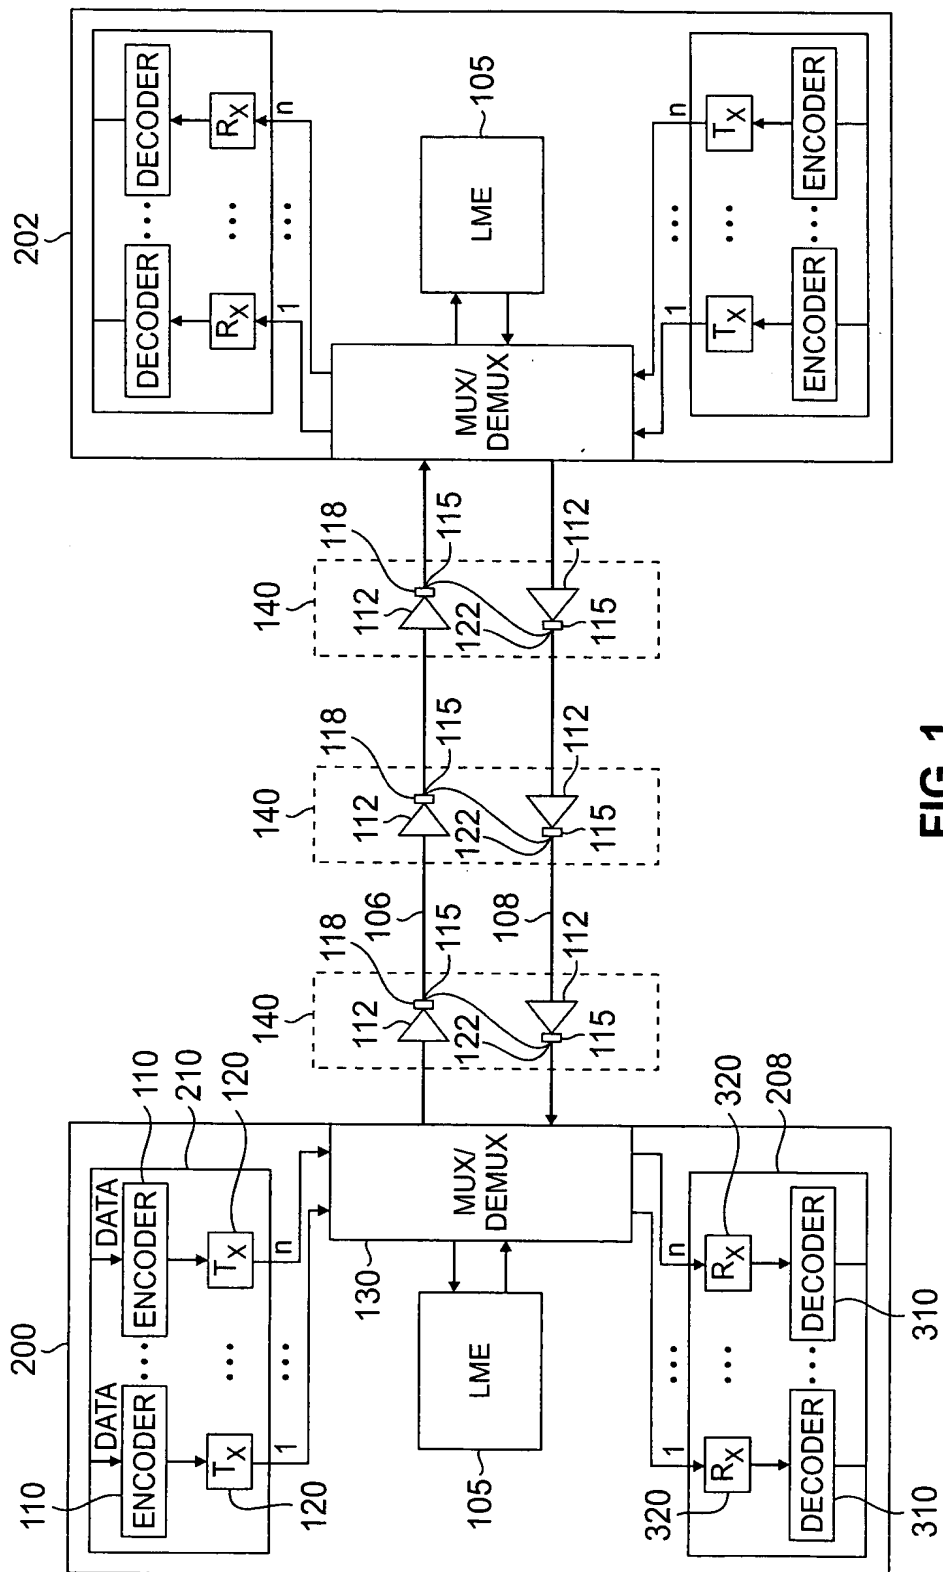 200
DATA
DATA
110
ENCODER
ENCODER
110
210
120
TX
TX
120
1
n
130
MUX/
DEMUX
LME
105
1
n
RX
RX
320
320
208
DECODER
DECODER
310
310
140
118
115
112
122
112
115
106
108
140
118
115
112
122
112
115
140
118
115
112
122
112
115
202
DECODER
DECODER
RX
RX
1
n
MUX/
DEMUX
LME
105
1
n
TX
TX
ENCODER
ENCODER
FIG. 1